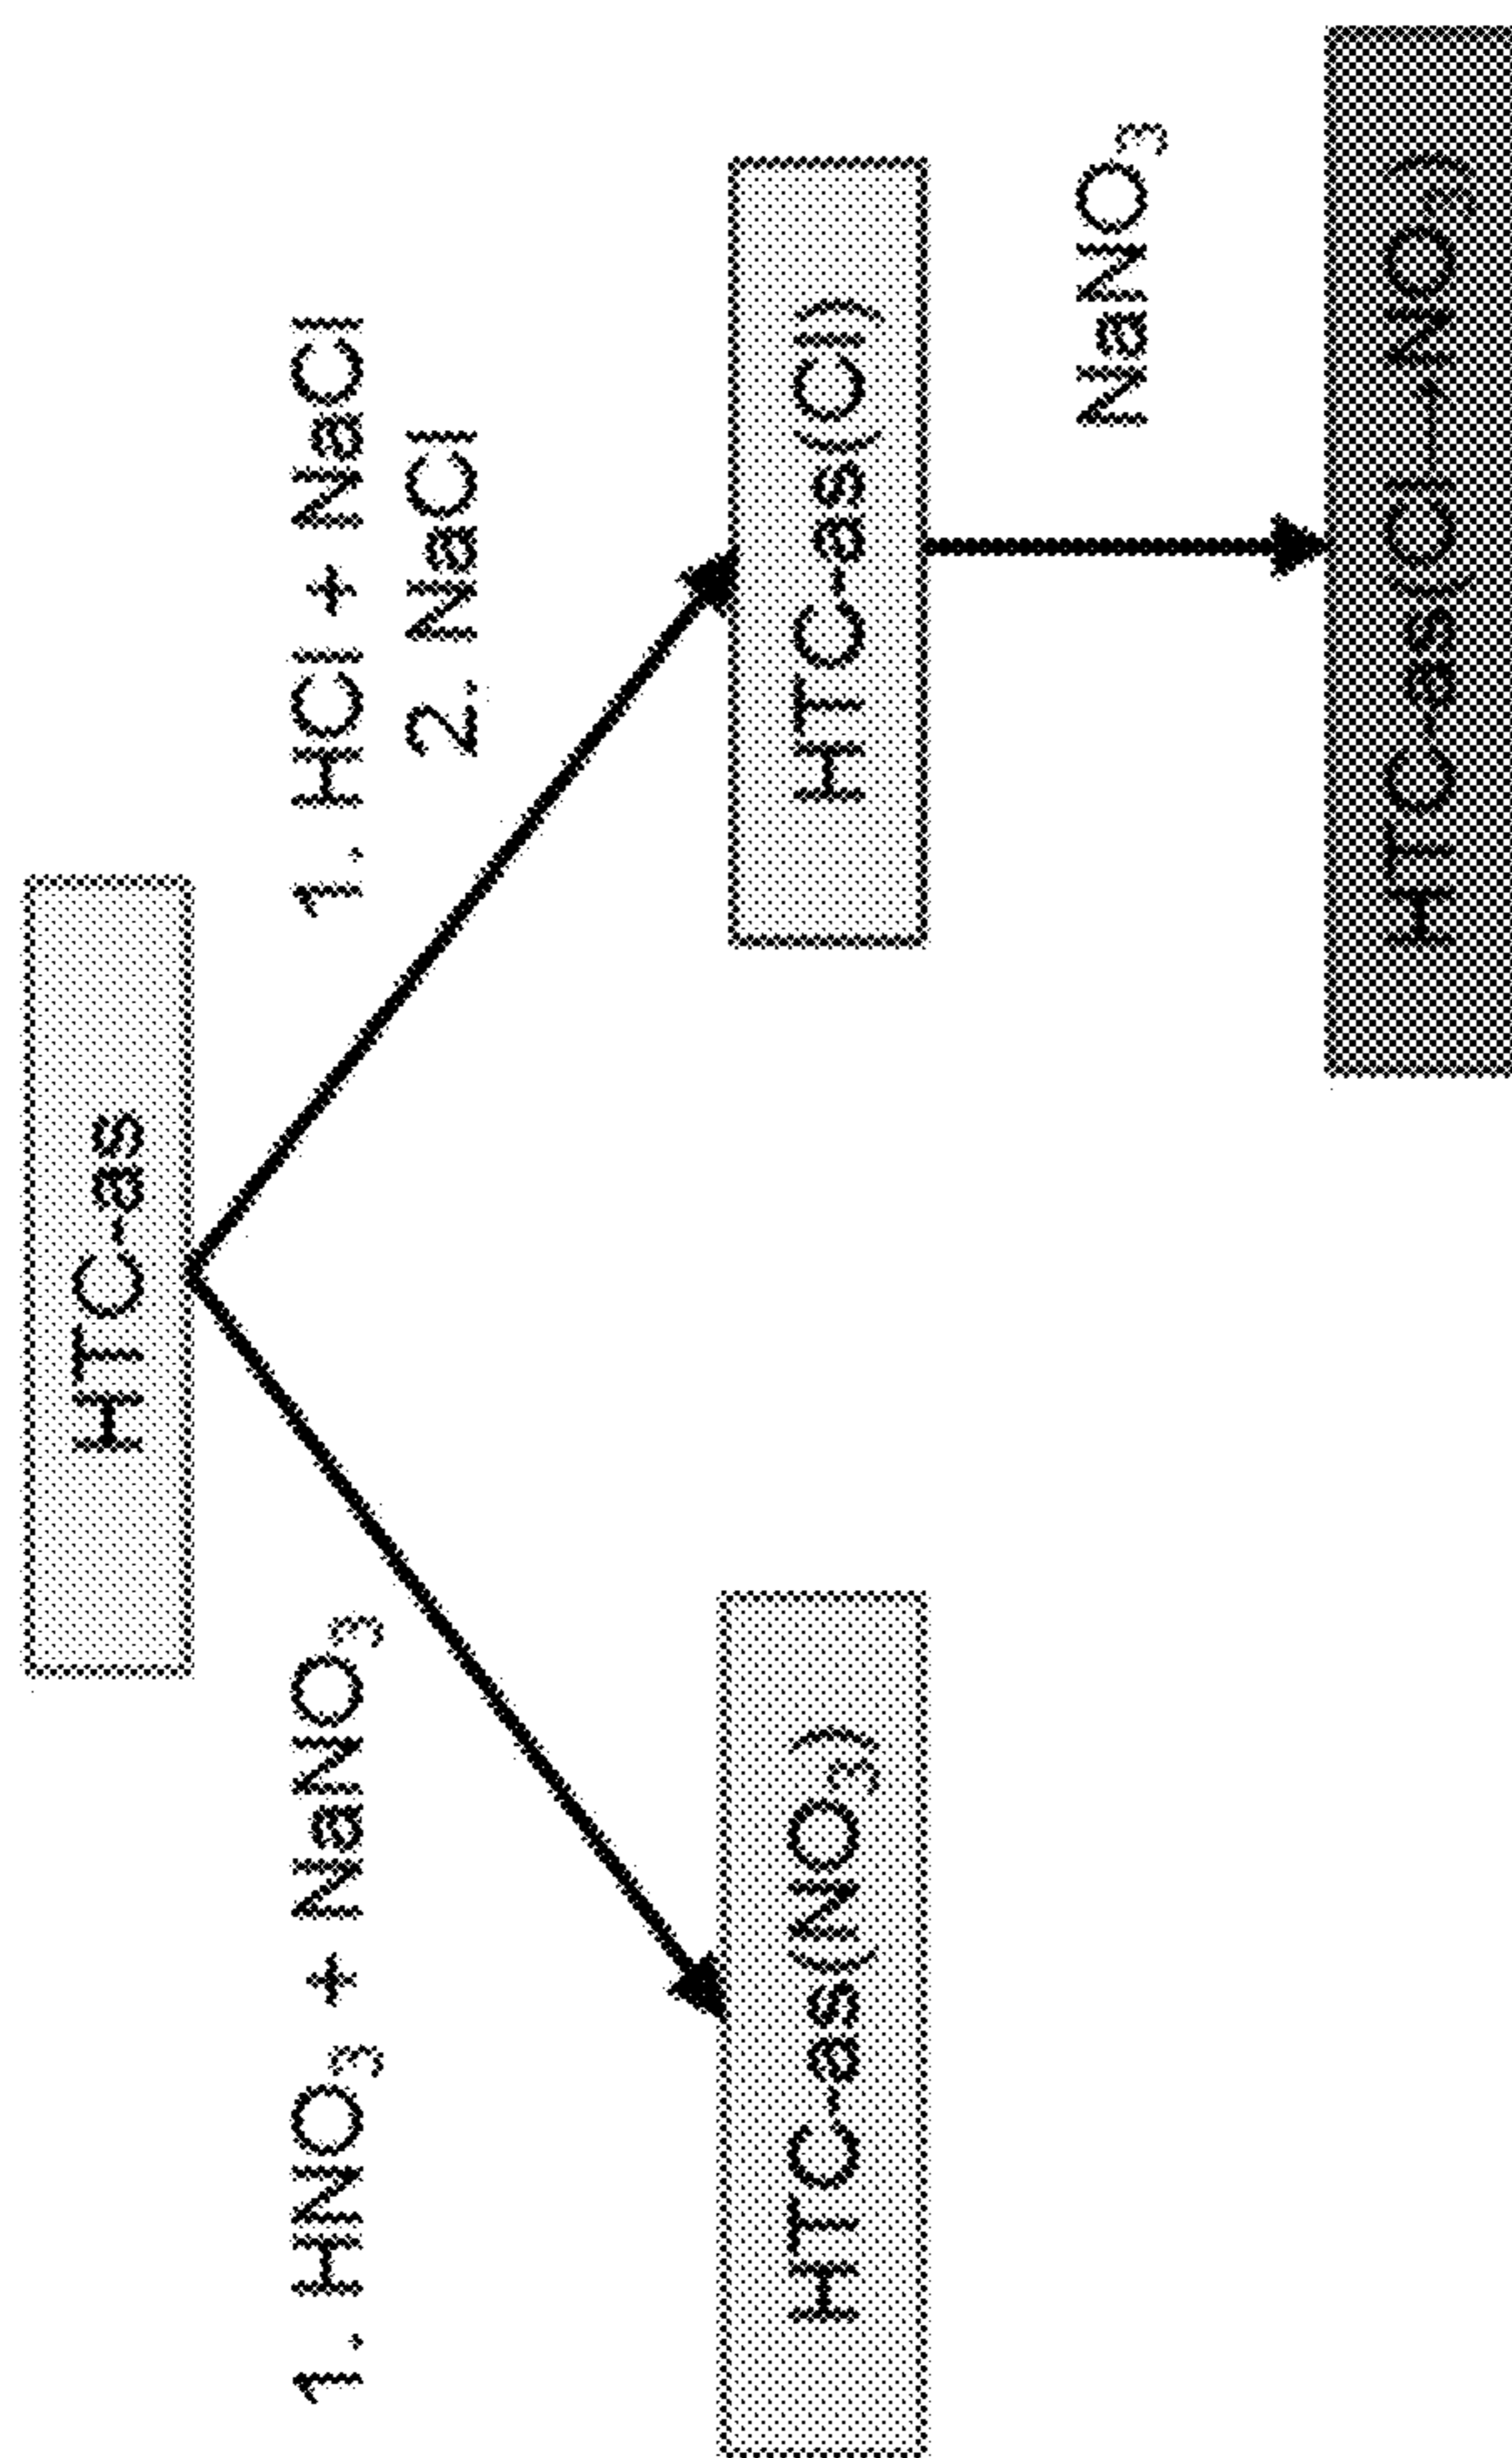 HTC-as
1. HNO₃ + NaNO₃
1. HCl + NaCl
2. NaCl
HTC-as(NO₃)
HTC-as(Cl)
NaNO₃
HTC-as(Cl→NO₃)